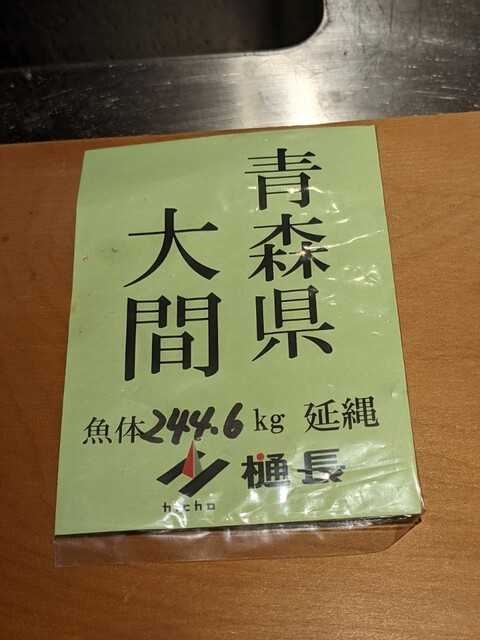 青森県
大間
魚体244.6kg 延縄
樋長
hicho